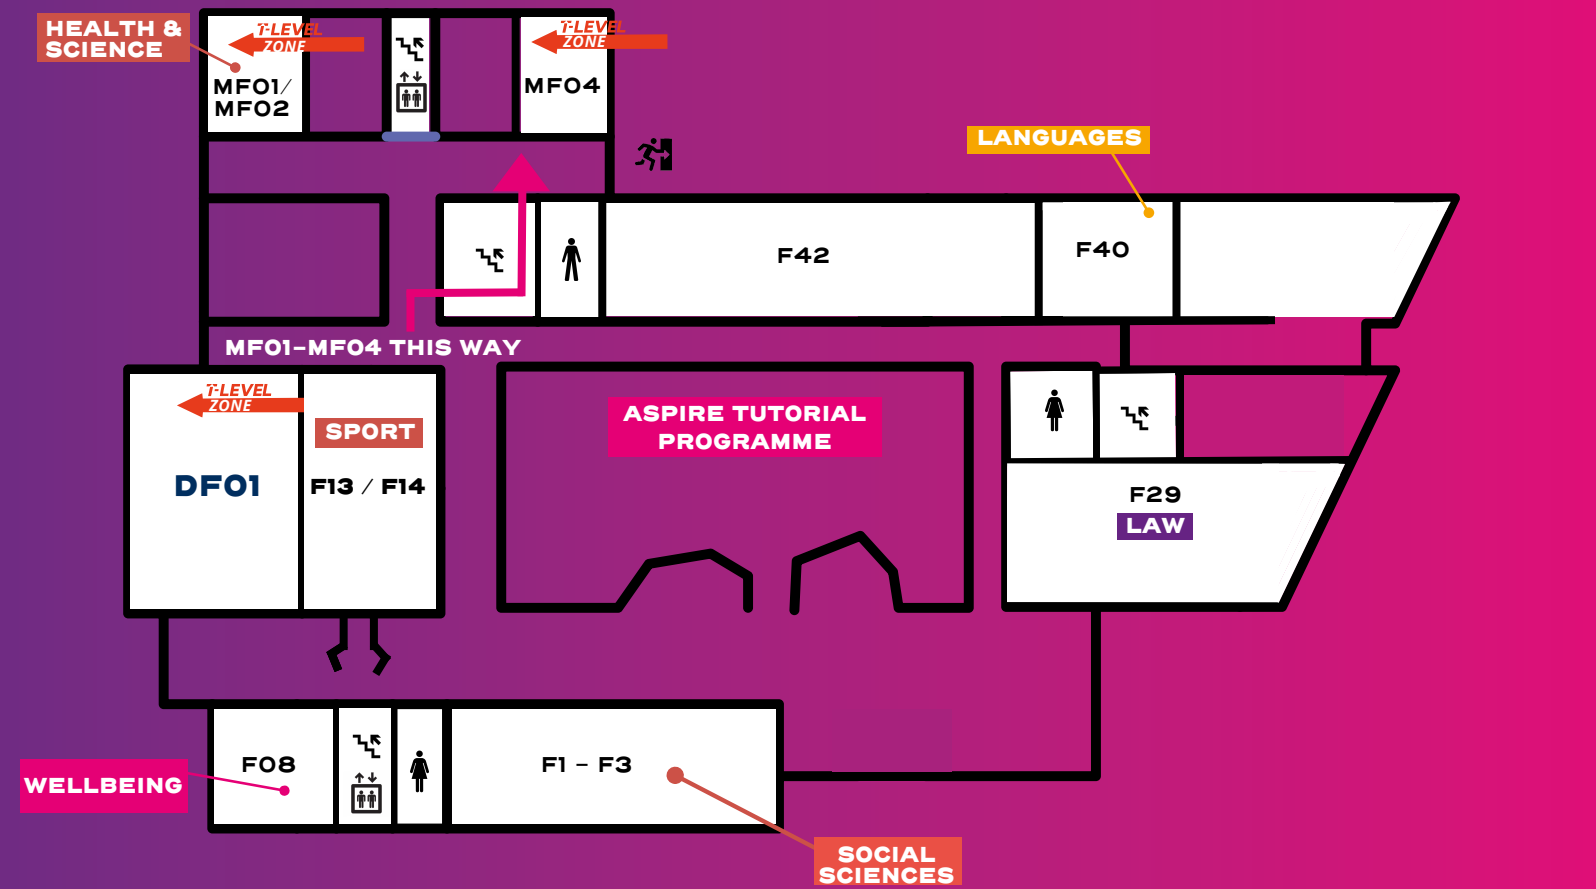 HEALTH &
SCIENCE
T-LEVEL
ZONE
MF01/
MF02
T-LEVEL
ZONE
MF04
LANGUAGES
F42
F40
MF01-MF04 THIS WAY
T-LEVEL
ZONE
DF01
SPORT
F13 / F14
ASPIRE TUTORIAL
PROGRAMME
F29
LAW
WELLBEING
F08
F1 - F3
SOCIAL
SCIENCES